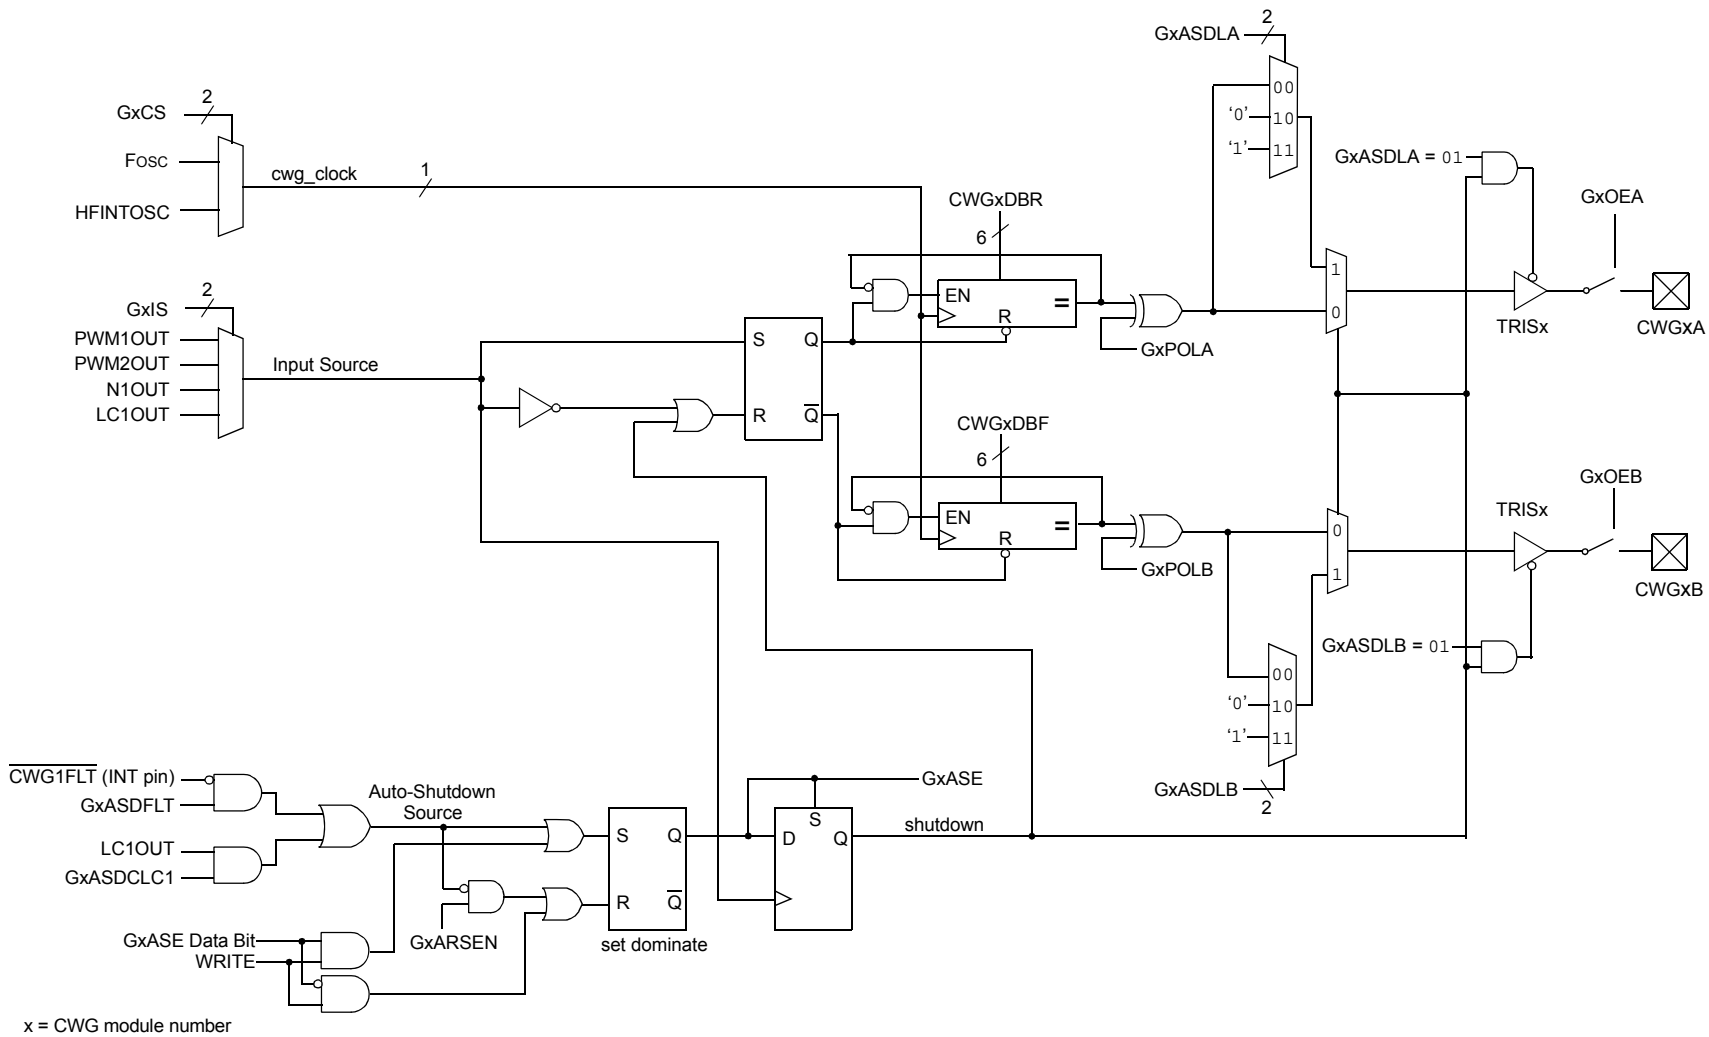 GxASDLA
2
00
‘0’
10
‘1’
11
GxCS
2
FOSC
HFINTOSC
cwg_clock
1
GxASDLA = 01
GxOEA
TRISx
CWGxA
CWGxDBR
6
EN
=
R
GxPOLA
1
0
GxIS
2
PWM1OUT
PWM2OUT
N1OUT
LC1OUT
Input Source
S
Q
R
Q
CWGxDBF
6
EN
=
R
GxPOLB
0
1
TRISx
GxOEB
CWGxB
GxASDLB = 01
00
‘0’
10
‘1’
11
GxASDLB
2
CWG1FLT (INT pin)
GxASDFLT
LC1OUT
GxASDCLC1
Auto-Shutdown
Source
GxASE Data Bit
WRITE
GxARSEN
S
Q
R
Q
set dominate
GxASE
S
D
Q
shutdown
x = CWG module number